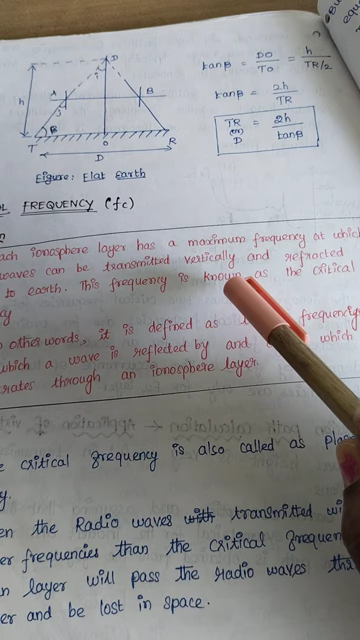 D
h
A
B
β
T
O
R
D
Figure: Flat Earth
tanβ = DO/TO = h/TR/2
tanβ = 2h/TR
TR (or) D = 2h/tanβ
FREQUENCY (fc)
ach ionosphere layer has a maximum frequency at which
waves can be transmitted vertically and refracted
to earth. This frequency is known as the critical
other words, it is defined as frequency
which a wave is reflected by and which
rates through an ionosphere layer.
critical frequency is also called as
en the Radio waves with transmitted
er frequencies than the critical frequen
layer will pass the radio waves
er and be lost in space.